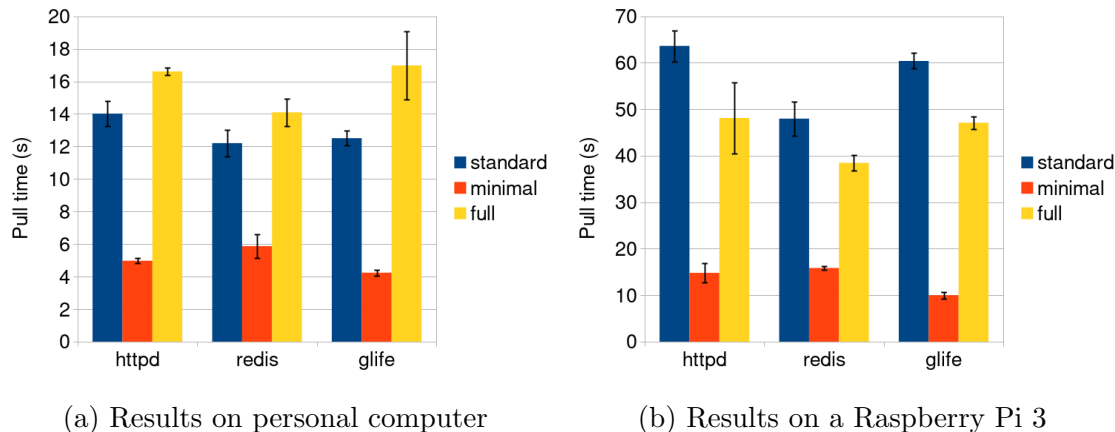 20
18
16
14
12
10
8
6
4
2
0
Pull time (s)
httpd redis glife
standard
minimal
full
(a) Results on personal computer
70
60
50
40
30
20
10
0
Pull time (s)
httpd redis glife
standard
minimal
full
(b) Results on a Raspberry Pi 3